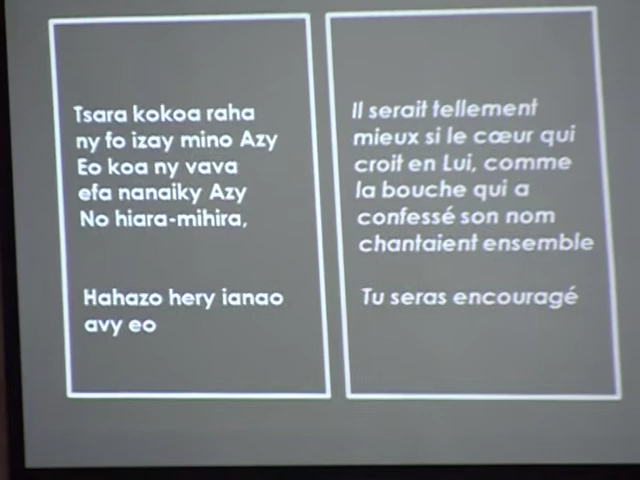 Tsara kokoa raha
ny fo izay mino Azy
Eo koa ny vava
efa nanaiky Azy
No hiara-mihira,
Hahazo hery ianao
avy eo
Il serait tellement
mieux si le cœur qui
croit en Lui, comme
la bouche qui a
confessé son nom
chantaient ensemble
Tu seras encouragé